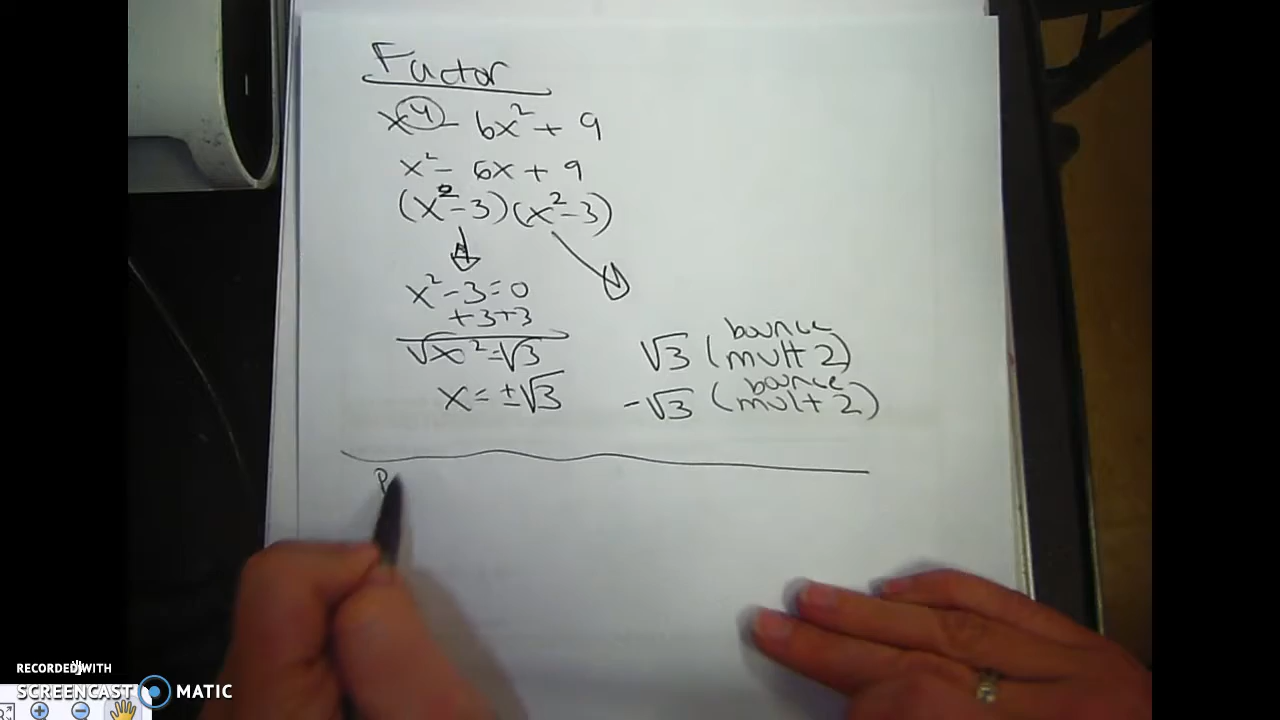 Factor
x⁴ - 6x² + 9
x² - 6x + 9
(x² - 3)(x² - 3)
x² - 3 = 0
+3 +3
√x² = √3
x = ±√3
bounce
√3 (mult 2)
bounce
-√3 (mult 2)
P
RECORDED WITH
SCREENCAST MATIC